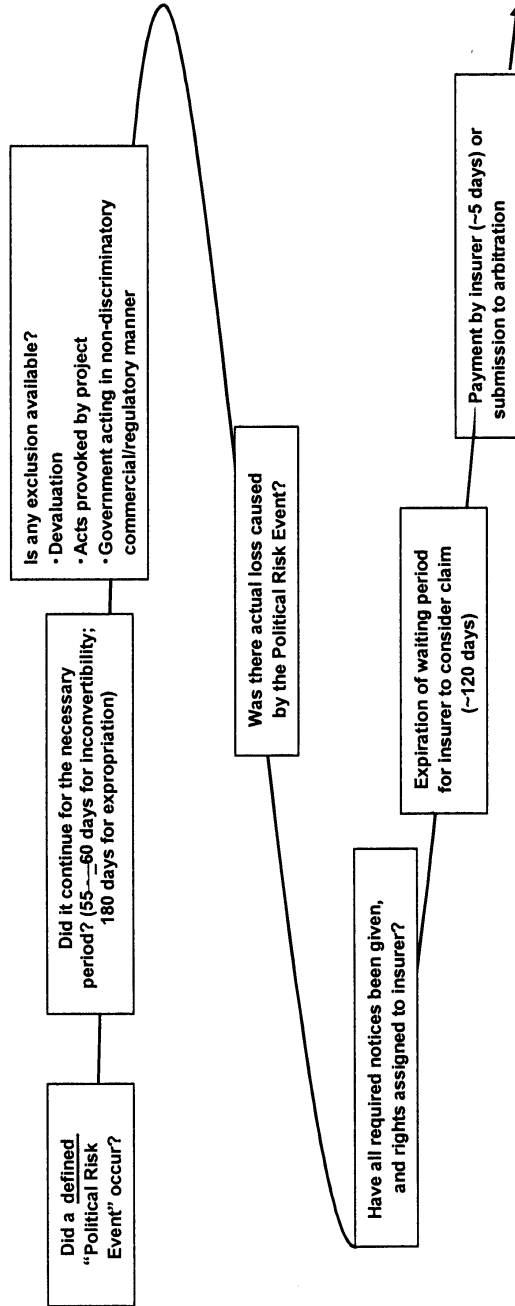 Did a defined
“Political Risk
Event” occur?
Did it continue for the necessary
period? (55--60 days for inconvertibility;
180 days for expropriation)
Is any exclusion available?
• Devaluation
• Acts provoked by project
• Government acting in non-discriminatory
commercial/regulatory manner
Was there actual loss caused
by the Political Risk Event?
Have all required notices been given,
and rights assigned to insurer?
Expiration of waiting period
for insurer to consider claim
(~120 days)
Payment by insurer (~5 days) or
submission to arbitration